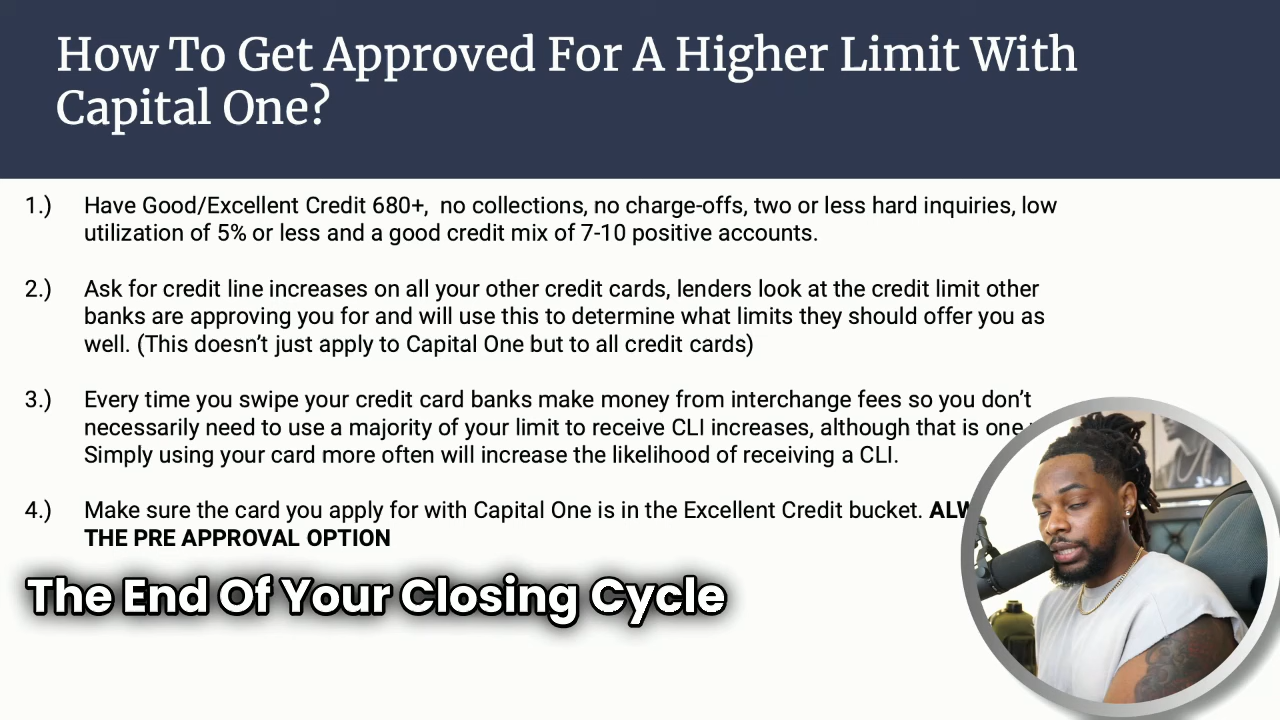 How To Get Approved For A Higher Limit With
Capital One?
1.) Have Good/Excellent Credit 680+, no collections, no charge-offs, two or less hard inquiries, low
utilization of 5% or less and a good credit mix of 7-10 positive accounts.
2.) Ask for credit line increases on all your other credit cards, lenders look at the credit limit other
banks are approving you for and will use this to determine what limits they should offer you as
well. (This doesn’t just apply to Capital One but to all credit cards)
3.) Every time you swipe your credit card banks make money from interchange fees so you don’t
necessarily need to use a majority of your limit to receive CLI increases, although that is one
Simply using your card more often will increase the likelihood of receiving a CLI.
4.) Make sure the card you apply for with Capital One is in the Excellent Credit bucket.
THE PRE APPROVAL OPTION
The End Of Your Closing Cycle